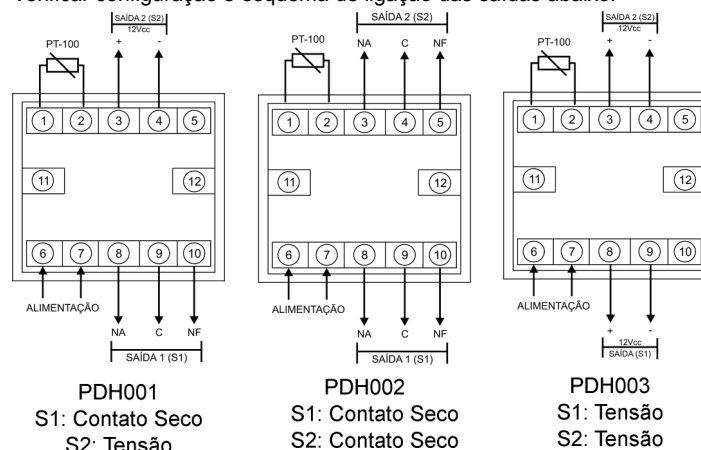 SAÍDA 2 (S2)
12Vcc
+ -
PT-100
1 2 3 4 5
11 12
6 7 8 9 10
ALIMENTAÇÃO
NA C NF
SAÍDA 1 (S1)
PDH001
S1: Contato Seco
S2: Tensão
SAÍDA 2 (S2)
PT-100
NA C NF
1 2 3 4 5
11 12
6 7 8 9 10
ALIMENTAÇÃO
NA C NF
SAÍDA 1 (S1)
PDH002
S1: Contato Seco
S2: Contato Seco
SAÍDA 2 (S2)
12Vcc
PT-100
+ -
1 2 3 4 5
11 12
6 7 8 9 10
ALIMENTAÇÃO
+ -
12Vcc
SAÍDA (S1)
PDH003
S1: Tensão
S2: Tensão